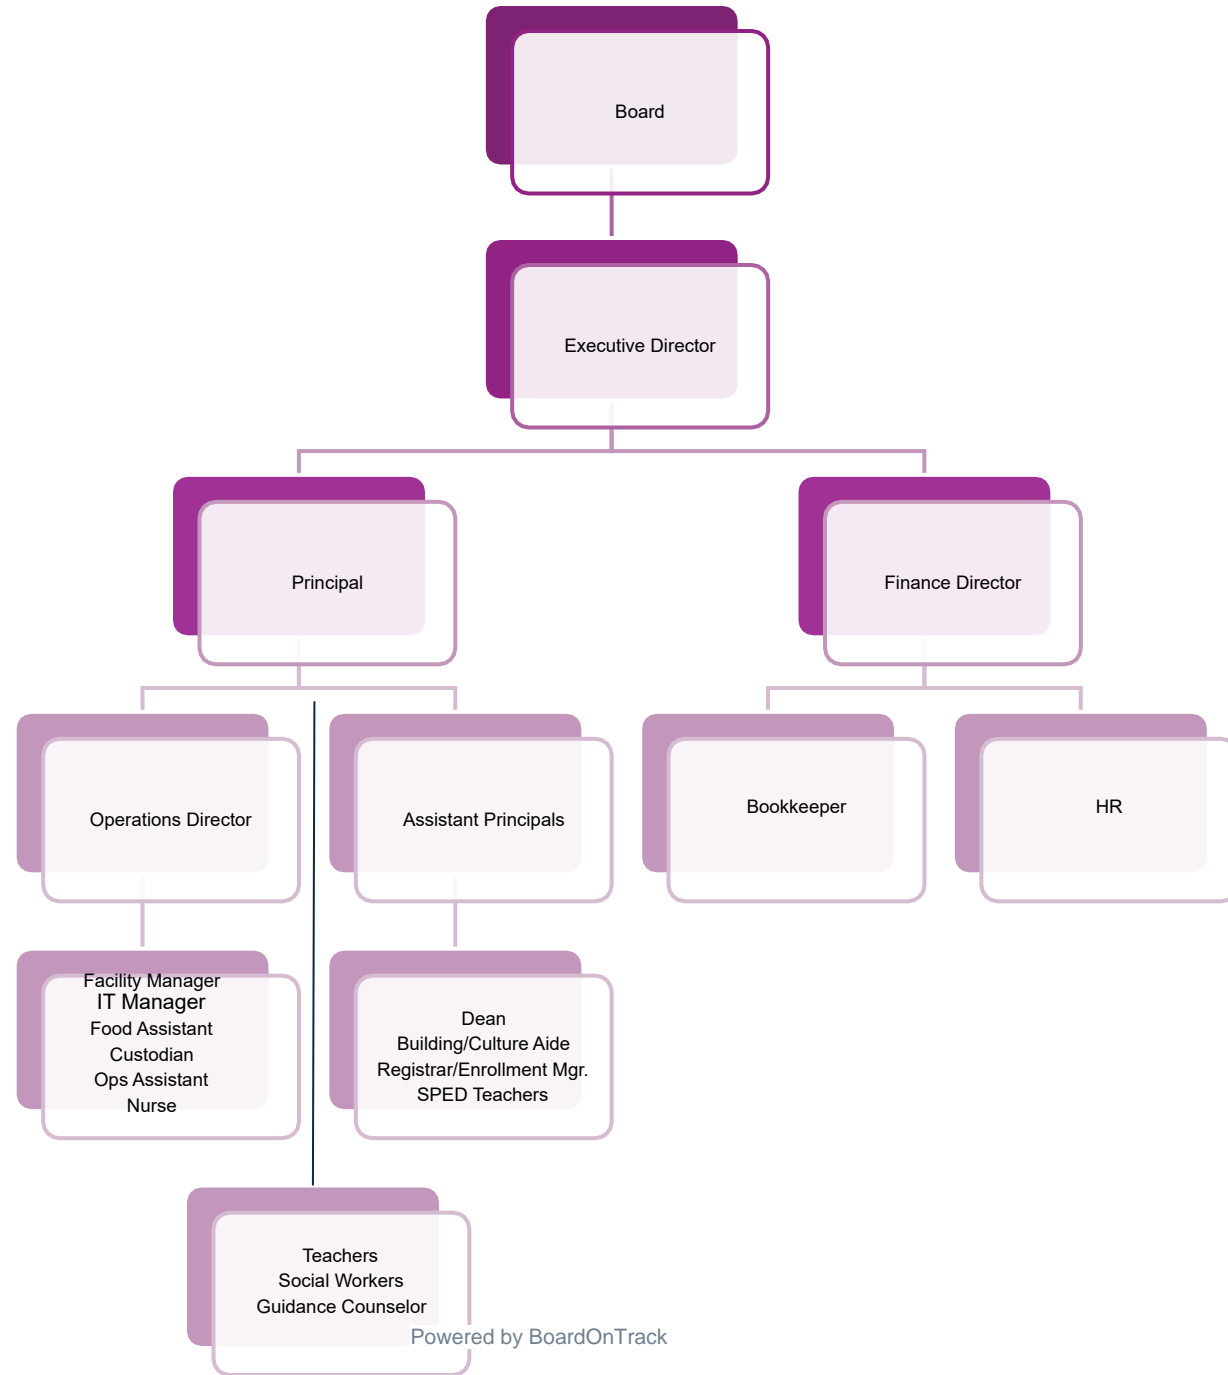 Board
Executive Director
Principal
Finance Director
Operations Director
Assistant Principals
Bookkeeper
HR
Facility Manager
IT Manager
Food Assistant
Custodian
Ops Assistant
Nurse
Dean
Building/Culture Aide
Registrar/Enrollment Mgr.
SPED Teachers
Teachers
Social Workers
Guidance Counselor
Powered by BoardOnTrack